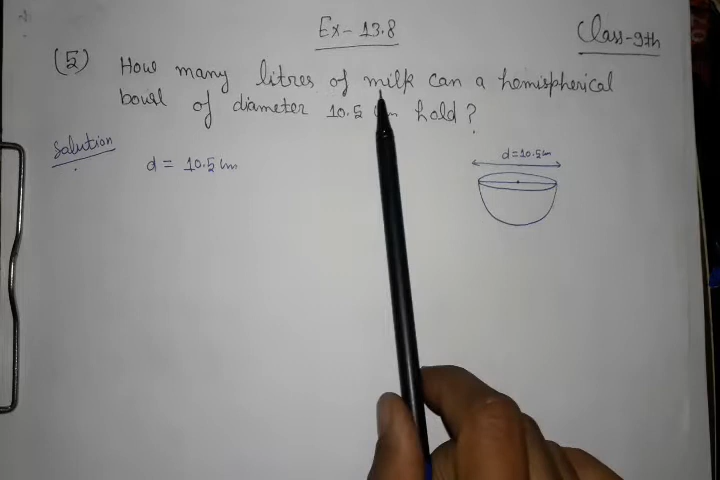 Ex- 13.8
Class-9th
(5) How many litres of milk can a hemispherical
bowl of diameter 10.5 cm hold?
Solution
d = 10.5 cm
d=10.5cm